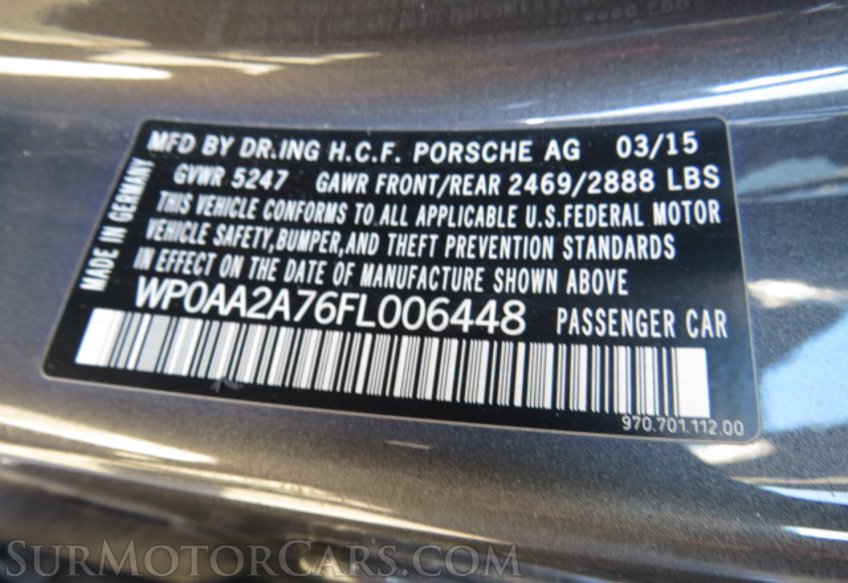 MFD BY DR.ING H.C.F. PORSCHE AG 03/15
GVWR 5247 GAWR FRONT/REAR 2469/2888 LBS
THIS VEHICLE CONFORMS TO ALL APPLICABLE U.S.FEDERAL MOTOR
VEHICLE SAFETY,BUMPER,AND THEFT PREVENTION STANDARDS
IN EFFECT ON THE DATE OF MANUFACTURE SHOWN ABOVE
WP0AA2A76FL006448 PASSENGER CAR
MADE IN GERMANY
970.701.112.00
SURMOTORCARS.COM